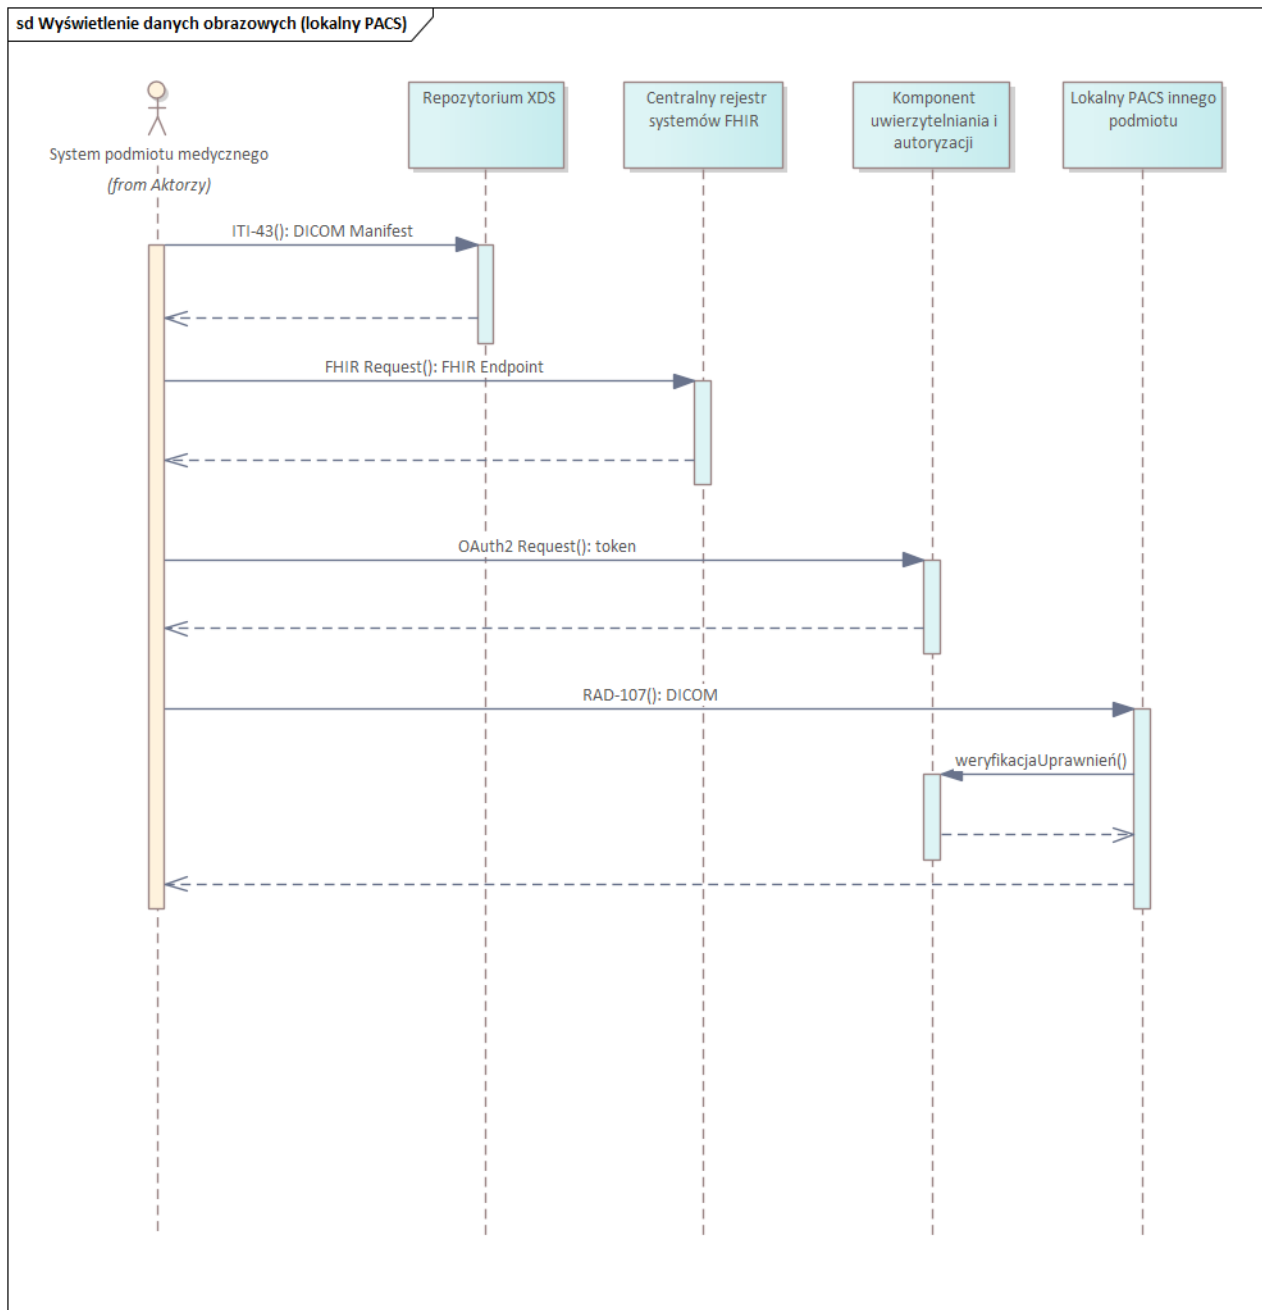 sd Wyświetlenie danych obrazowych (lokalny PACS)
System podmiotu medycznego
(from Aktorzy)
Repozytorium XDS
Centralny rejestr
systemów FHIR
Komponent
uwierzytelniania i
autoryzacji
Lokalny PACS innego
podmiotu
ITI-43(): DICOM Manifest
FHIR Request(): FHIR Endpoint
OAuth2 Request(): token
RAD-107(): DICOM
weryfikacjaUprawnień()